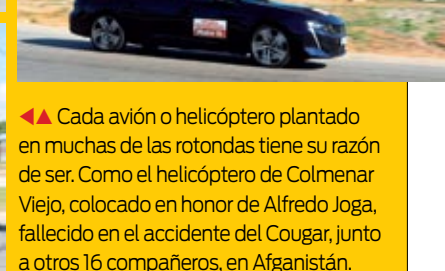 ◀▲ Cada avión o helicóptero plantado
en muchas de las rotondas tiene su razón
de ser. Como el helicóptero de Colmenar
Viejo, colocado en honor de Alfredo Joga,
fallecido en el accidente del Cougar, junto
a otros 16 compañeros, en Afganistán.